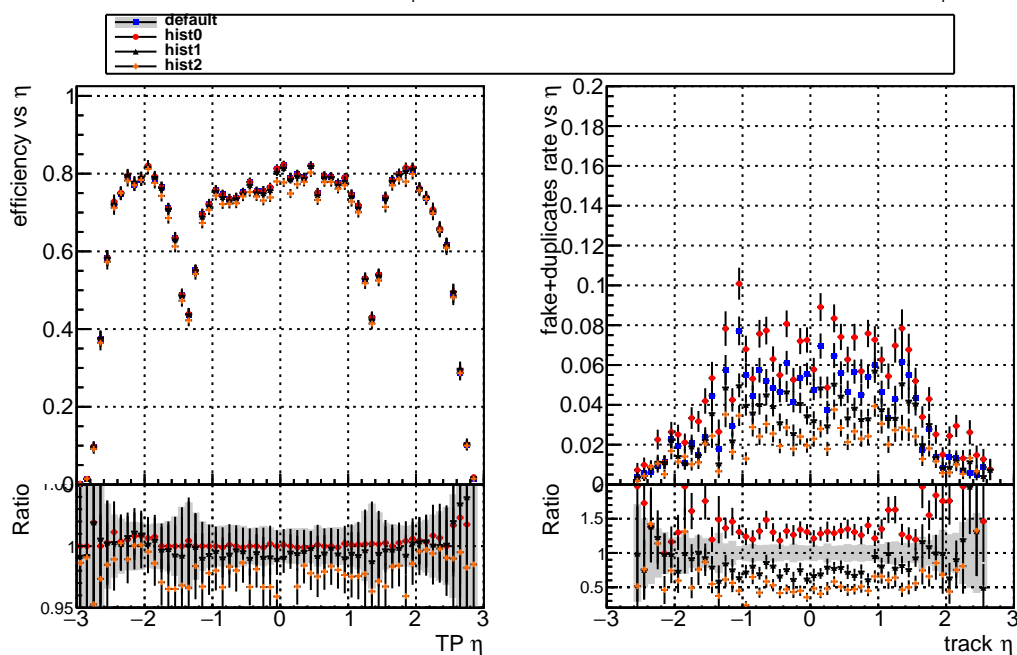 default
hist0
hist1
hist2
efficiency vs η
1
0.8
0.6
0.4
0.2
0
Ratio
0.95
−3 −2 −1 0 1 2 3
TP η
fake+duplicates rate vs η
0.2
0.18
0.16
0.14
0.12
0.1
0.08
0.06
0.04
0.02
0
Ratio
1.5
1
0.5
−3 −2 −1 0 1 2 3
track η